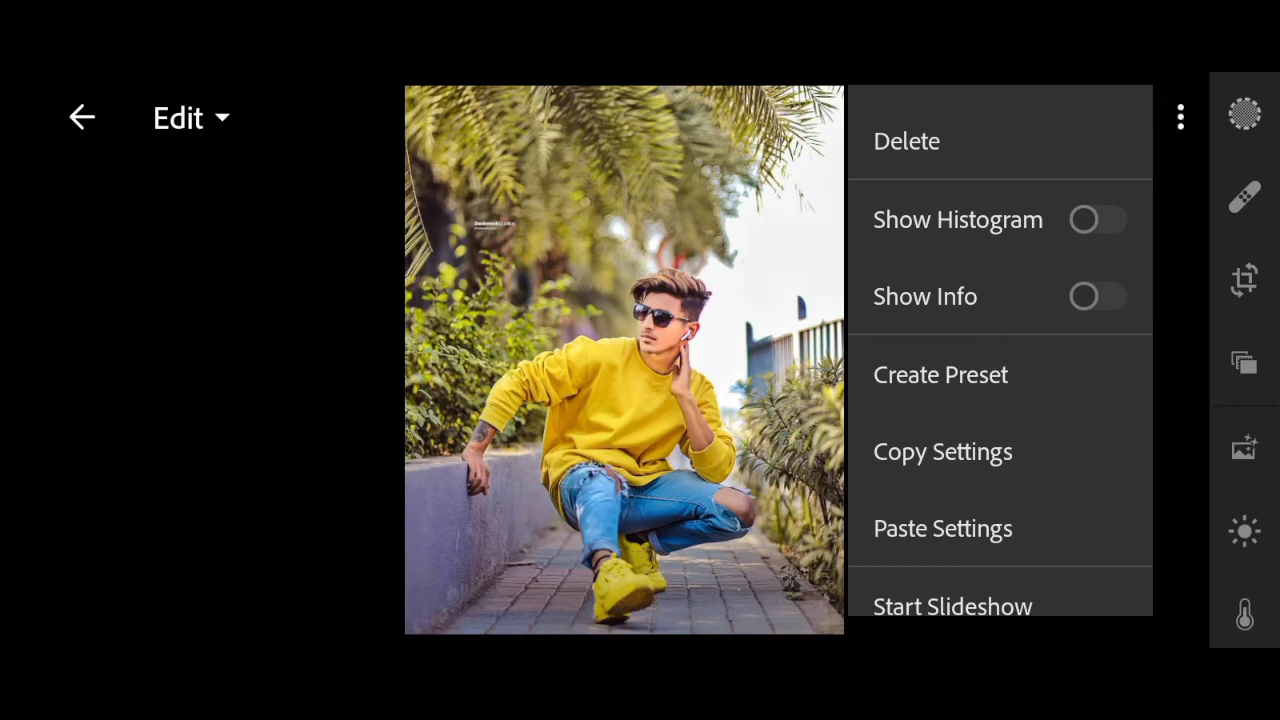 Edit
Delete
Show Histogram
Show Info
Create Preset
Copy Settings
Paste Settings
Start Slideshow